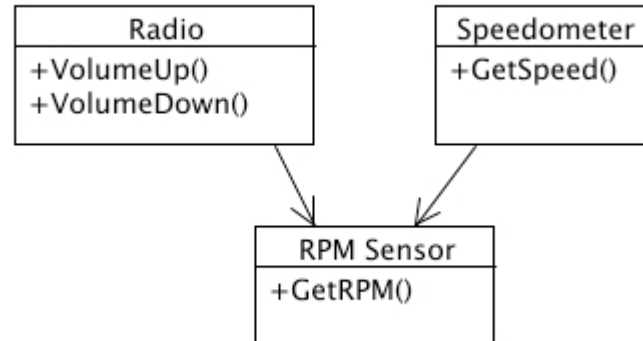 Radio
+VolumeUp()
+VolumeDown()
Speedometer
+GetSpeed()
RPM Sensor
+GetRPM()